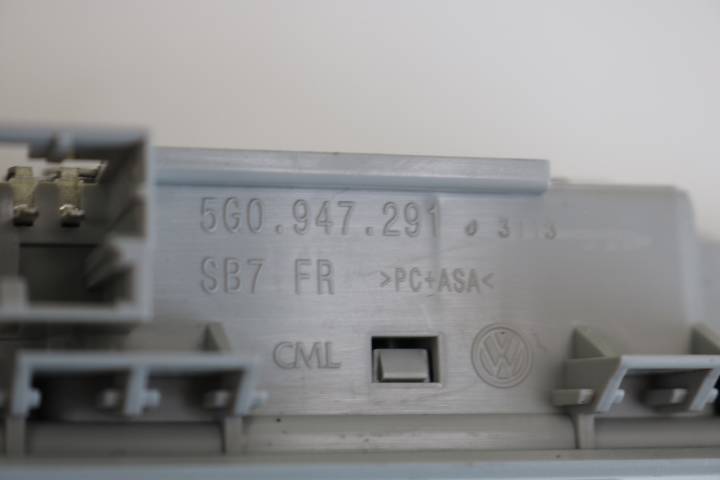 5G0.947.291
SB7 FR >PC+ASA<
CML